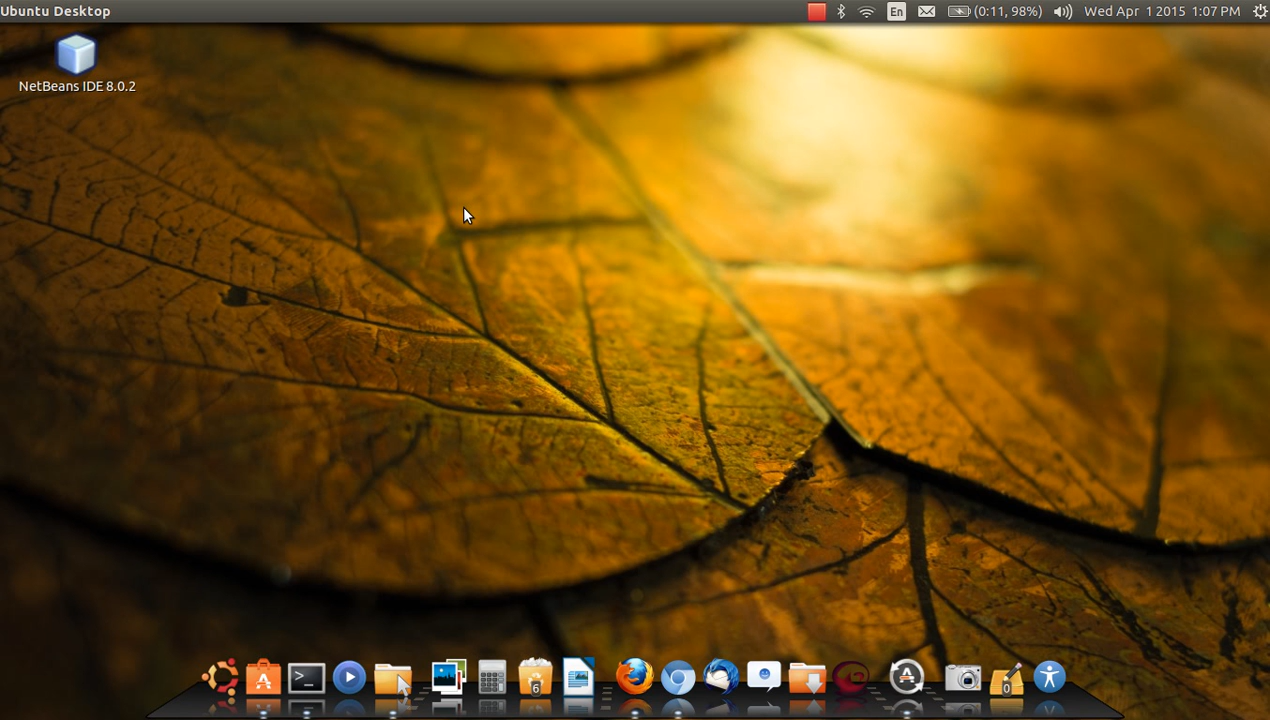 Ubuntu Desktop
En
(0:11, 98%)
Wed Apr 1 2015 1:07 PM
NetBeans IDE 8.0.2
>_
6
0